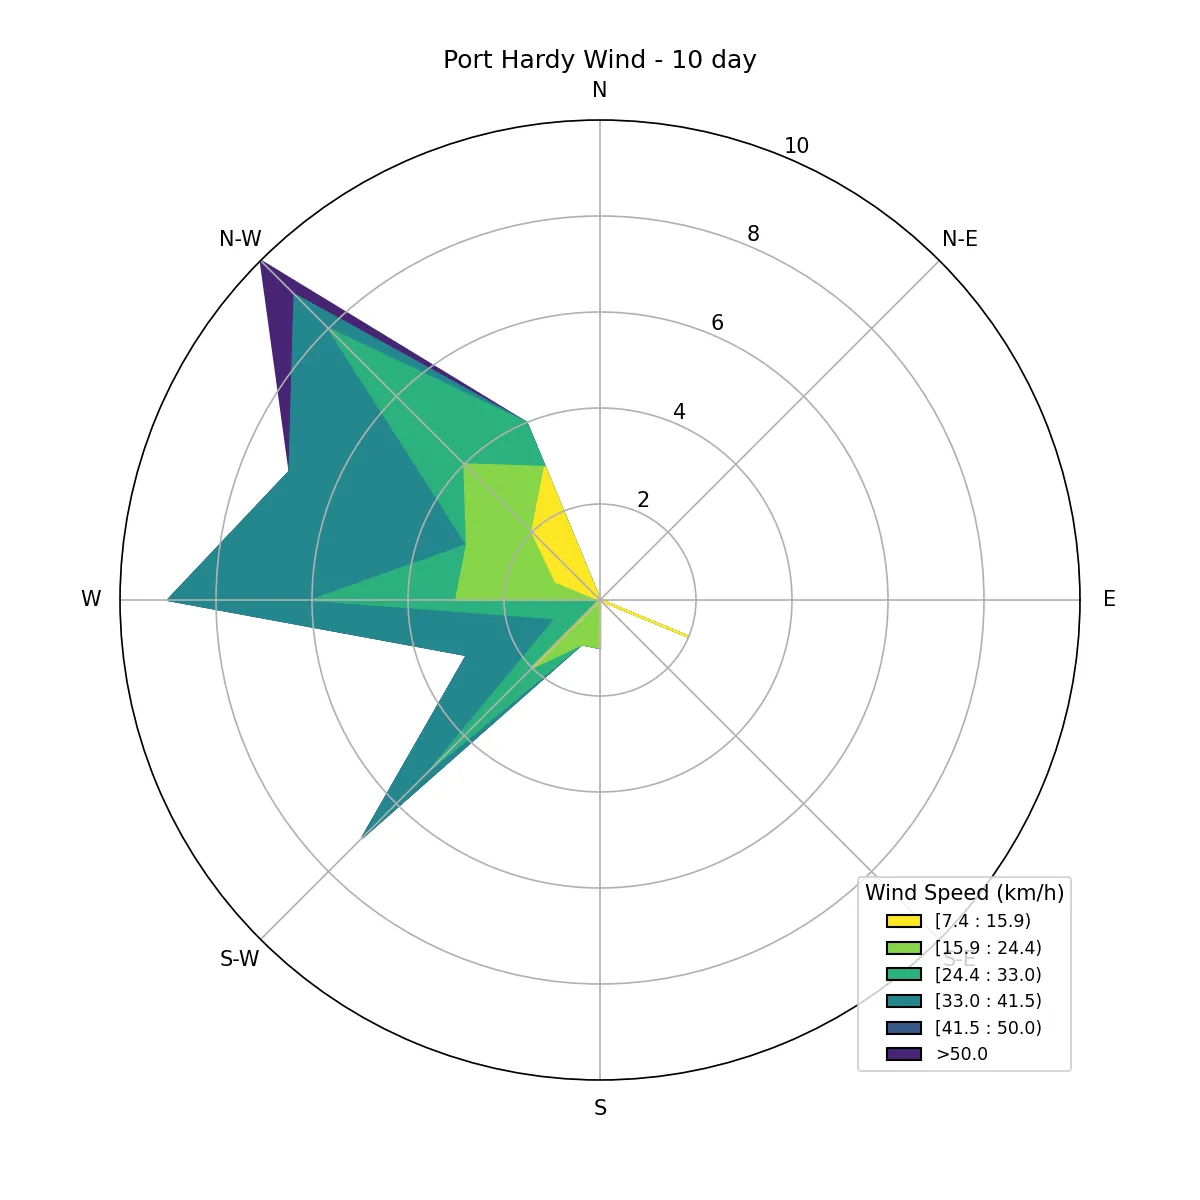 Port Hardy Wind - 10 day
N
10
N-W
N-E
8
6
4
2
W
E
S-W
S-E
S
Wind Speed (km/h)
[7.4 : 15.9)
[15.9 : 24.4)
[24.4 : 33.0)
[33.0 : 41.5)
[41.5 : 50.0)
>50.0